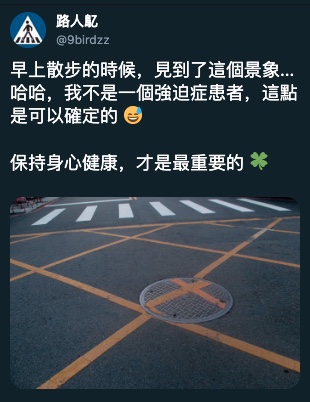 路人鳦
@9birdzz
早上散步的時候，見到了這個景象...
哈哈，我不是一個強迫症患者，這點
是可以確定的 😅
保持身心健康，才是最重要的 🍀